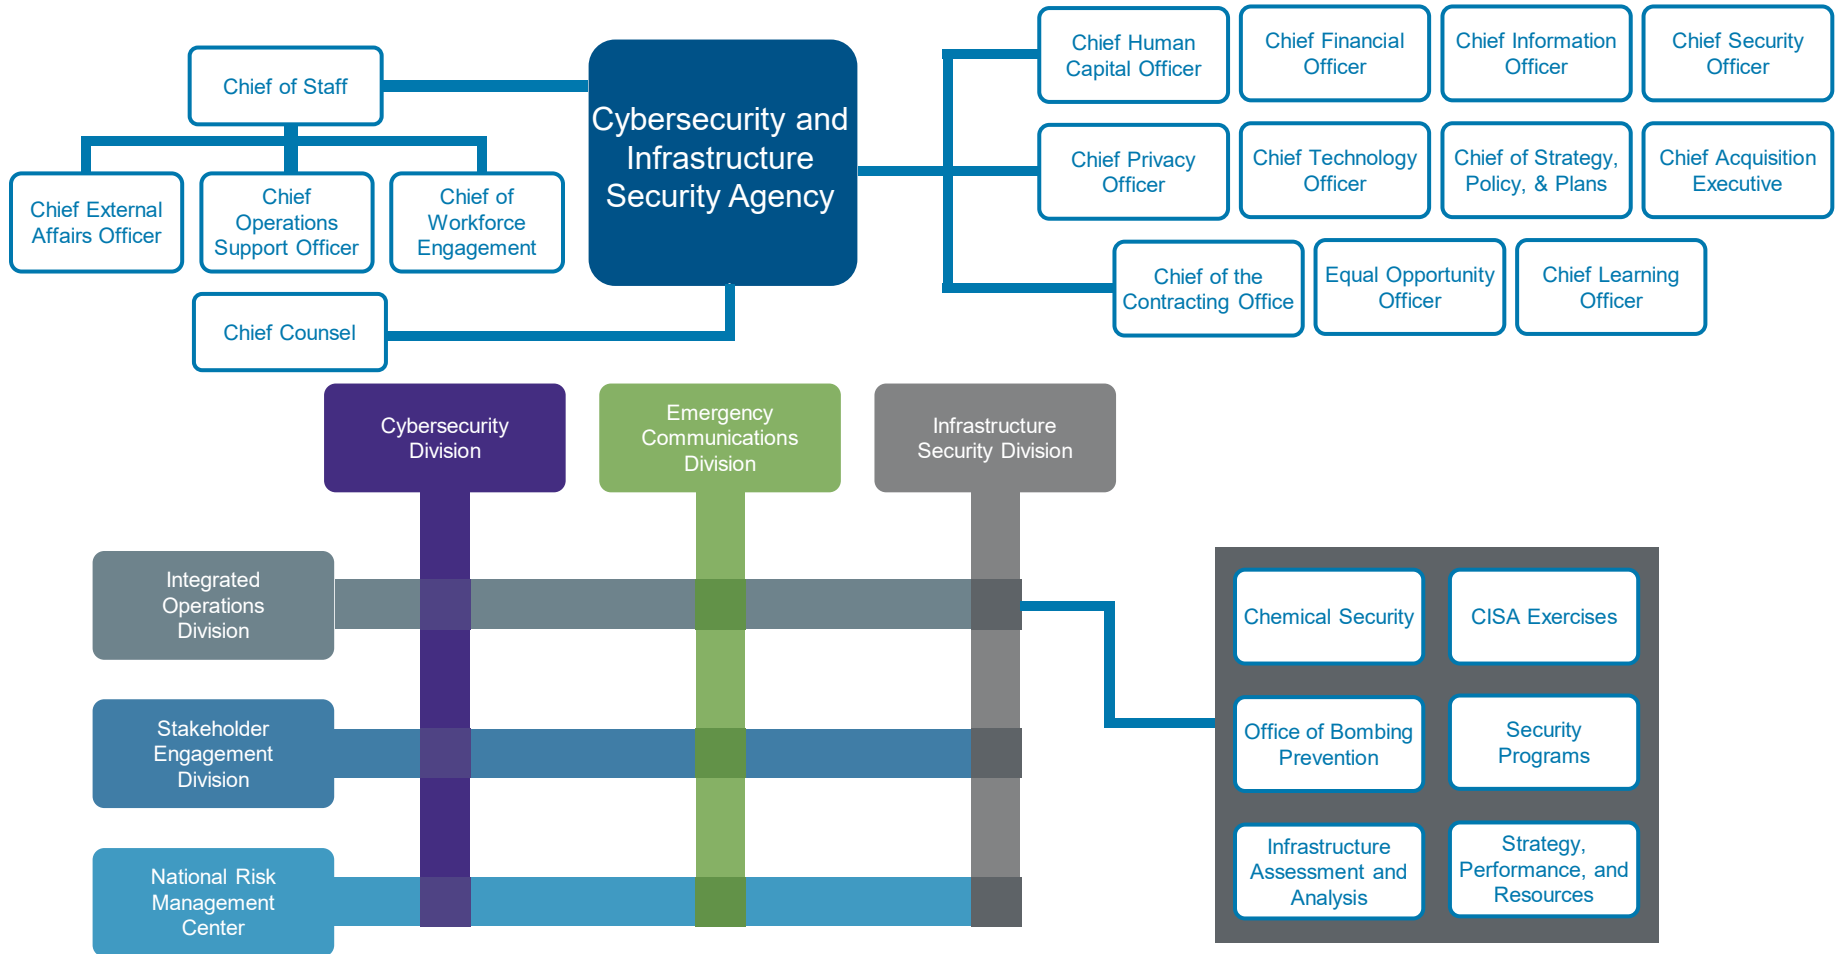 Chief of Staff
Chief External
Affairs Officer
Chief
Operations
Support Officer
Chief of
Workforce
Engagement
Chief Counsel
Cybersecurity and
Infrastructure
Security Agency
Chief Human
Capital Officer
Chief Financial
Officer
Chief Information
Officer
Chief Security
Officer
Chief Privacy
Officer
Chief Technology
Officer
Chief of Strategy,
Policy, & Plans
Chief Acquisition
Executive
Chief of the
Contracting Office
Equal Opportunity
Officer
Chief Learning
Officer
Cybersecurity
Division
Emergency
Communications
Division
Infrastructure
Security Division
Integrated
Operations
Division
Stakeholder
Engagement
Division
National Risk
Management
Center
Chemical Security
CISA Exercises
Office of Bombing
Prevention
Security
Programs
Infrastructure
Assessment and
Analysis
Strategy,
Performance, and
Resources